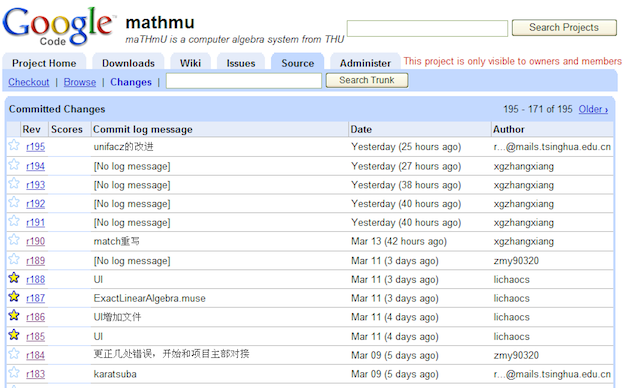 Google
Code
mathmu
maTHmU is a computer algebra system from THU
Search Projects
Project Home Downloads Wiki Issues Source Administer This project is only visible to owners and members
Checkout | Browse | Changes | Search Trunk
Committed Changes 195 - 171 of 195 Older ›
Rev Scores Commit log message Date Author
r195 unifacz的改进 Yesterday (25 hours ago) r...@mails.tsinghua.edu.cn
r194 [No log message] Yesterday (27 hours ago) xgzhangxiang
r193 [No log message] Yesterday (38 hours ago) xgzhangxiang
r192 [No log message] Yesterday (40 hours ago) xgzhangxiang
r191 [No log message] Yesterday (40 hours ago) xgzhangxiang
r190 match重写 Mar 13 (42 hours ago) xgzhangxiang
r189 [No log message] Mar 11 (3 days ago) zmy90320
r188 UI Mar 11 (3 days ago) lichaocs
r187 ExactLinearAlgebra.muse Mar 11 (3 days ago) lichaocs
r186 UI增加文件 Mar 11 (4 days ago) lichaocs
r185 UI Mar 11 (4 days ago) lichaocs
r184 更正几处错误，开始和项目主部对接 Mar 09 (5 days ago) zmy90320
r183 karatsuba Mar 09 (5 days ago) r...@mails.tsinghua.edu.cn